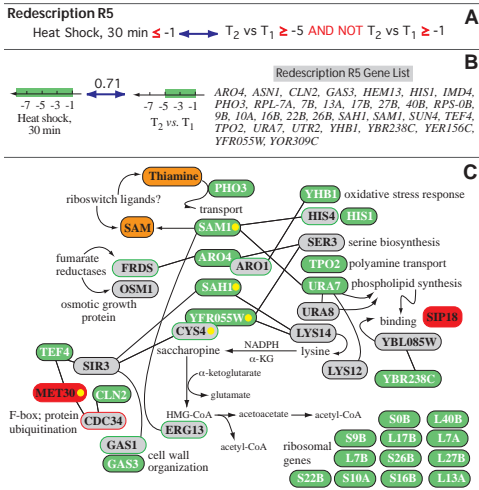 Redescription R5
A
Heat Shock, 30 min ≤ -1 T2 vs T1 ≥ -5 AND NOT T2 vs T1 ≥ -1
B
0.71
-7 -5 -3 -1
Heat shock,
30 min
-7 -5 -3 -1
T2 vs. T1
Redescription R5 Gene List
ARO4, ASN1, CLN2, GAS3, HEM13, HIS1, IMD4,
PHO3, RPL-7A, 7B, 13A, 17B, 27B, 40B, RPS-0B,
9B, 10A, 16B, 22B, 26B, SAH1, SAM1, SUN4, TEF4,
TPO2, URA7, UTR2, YHB1, YBR238C, YER156C,
YFR055W, YOR309C
C
Thiamine
PHO3
riboswitch ligands?
transport
SAM
SAM1
YHB1 oxidative stress response
HIS4 HIS1
SER3 serine biosynthesis
fumarate
reductases
FRDS
ARO4
ARO1
TPO2 polyamine transport
OSM1
osmotic growth
protein
SAH1
URA7 phospholipid synthesis
URA8
YFR055W
CYS4
binding
SIP18
LYS14
YBL085W
saccharopine
NADPH
α-KG
lysine
LYS12
YBR238C
TEF4
SIR3
α-ketoglutarate
glutamate
MET30
CLN2
F-box; protein
ubiquitination
CDC34
HMG-CoA
acetoacetate
acetyl-CoA
ERG13
acetyl-CoA
GAS1
GAS3
cell wall
organization
ribosomal
genes
S0B L40B
S9B L17B L7A
L7B S26B L27B
S22B S10A S16B L13A